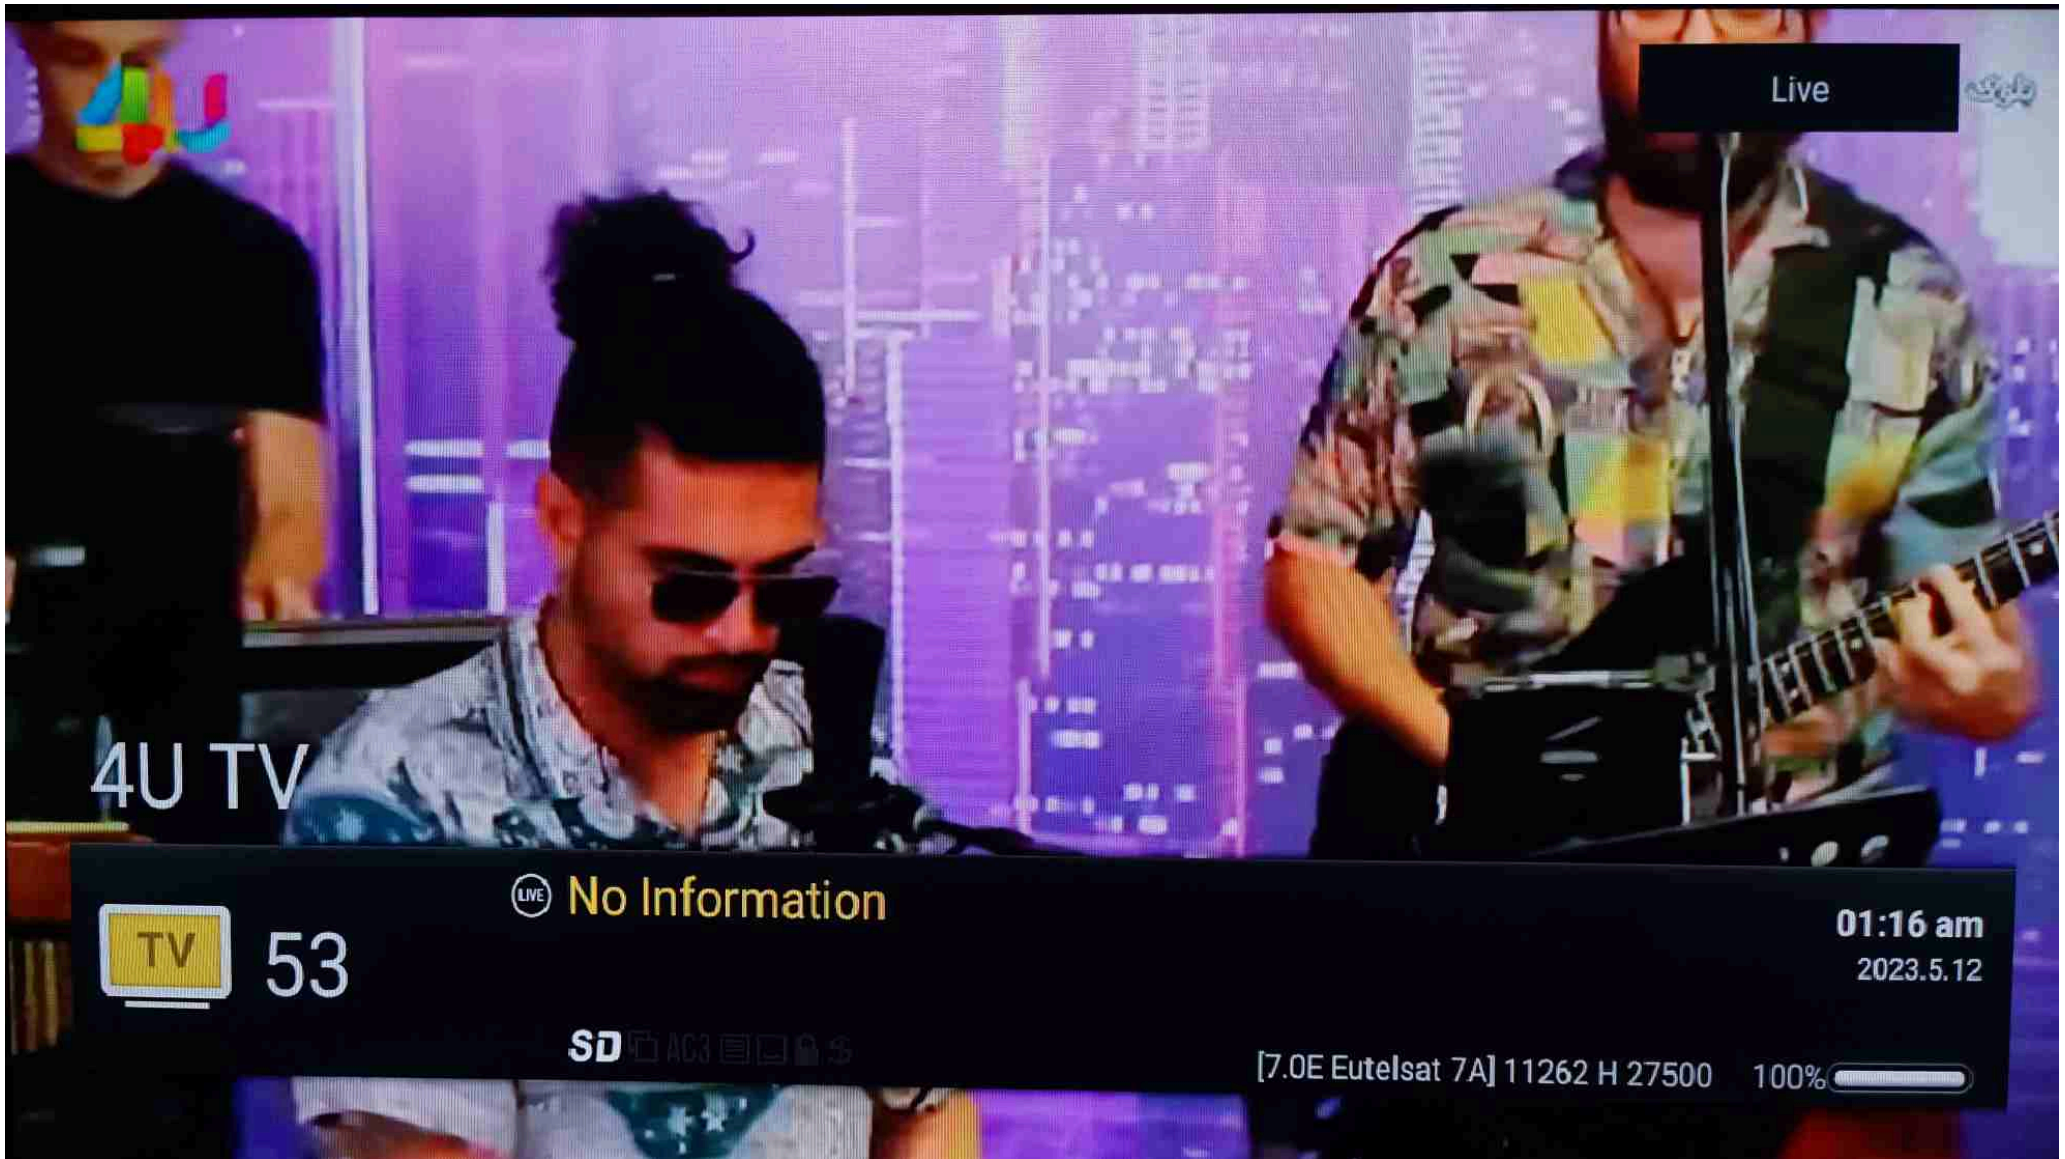 4U
Live
4U TV
LIVE No Information
TV 53
01:16 am
2023.5.12
SD AC3
[7.0E Eutelsat 7A] 11262 H 27500 100%